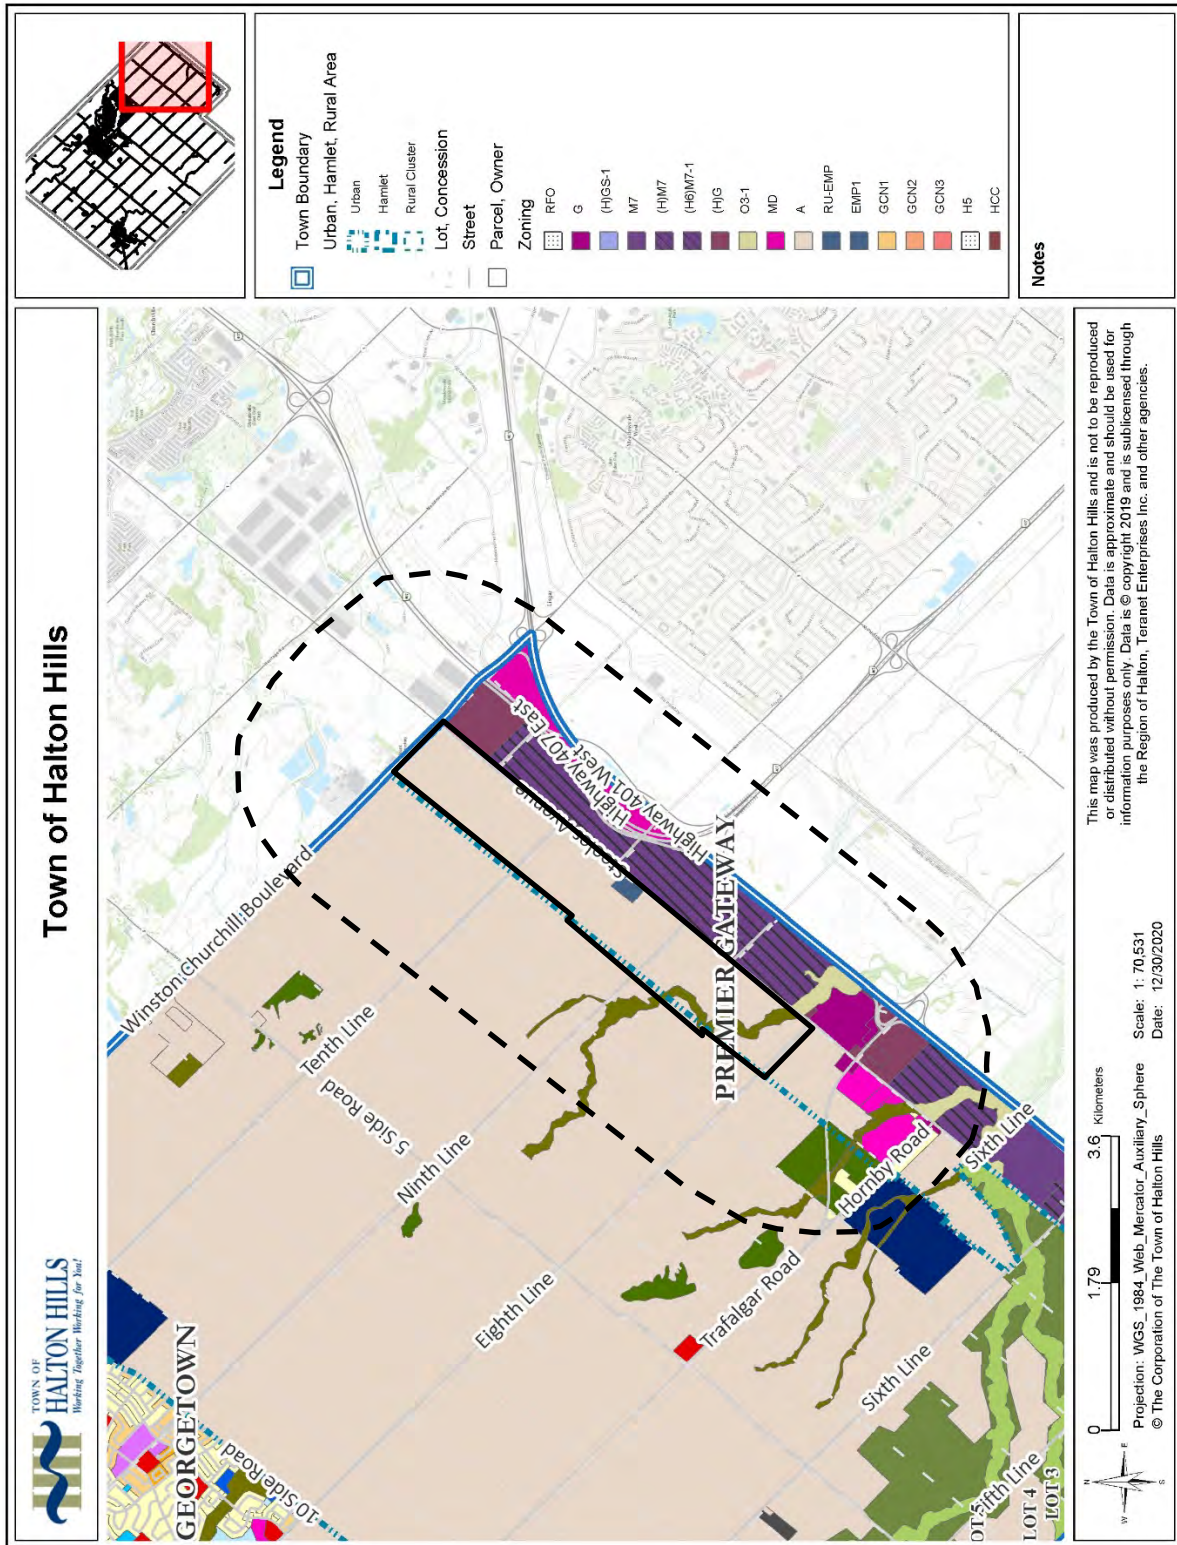 TOWN OF
HALTON HILLS
Working Together Working for You!
Town of Halton Hills
Legend
Town Boundary
Urban, Hamlet, Rural Area
Urban
Hamlet
Rural Cluster
Lot, Concession
Street
Parcel, Owner
Zoning
RFO
G
(H)GS-1
M7
(H)M7
(H6)M7-1
(H)G
O3-1
MD
A
RU-EMP
EMP1
GCN1
GCN2
GCN3
H5
HCC
Notes
Winston Churchill Boulevard
Tenth Line
5 Side Road
Ninth Line
Eighth Line
Trafalgar Road
Hornby Road
Sixth Line
Sixth Line
Fifth Line
10 Side Road
GEORGETOWN
PREMIER GATEWAY
Steeles Avenue
Highway 407 East
Highway 401 West
LOT 4
LOT 3
N
E
S
W
0
1.79
3.6
Kilometers
Projection: WGS_1984_Web_Mercator_Auxiliary_Sphere
© The Corporation of The Town of Halton Hills
Scale: 1: 70,531
Date: 12/30/2020
This map was produced by the Town of Halton Hills and is not to be reproduced
or distributed without permission. Data is approximate and should be used for
information purposes only. Data is © copyright 2019 and is sublicensed through
the Region of Halton, Teranet Enterprises Inc. and other agencies.